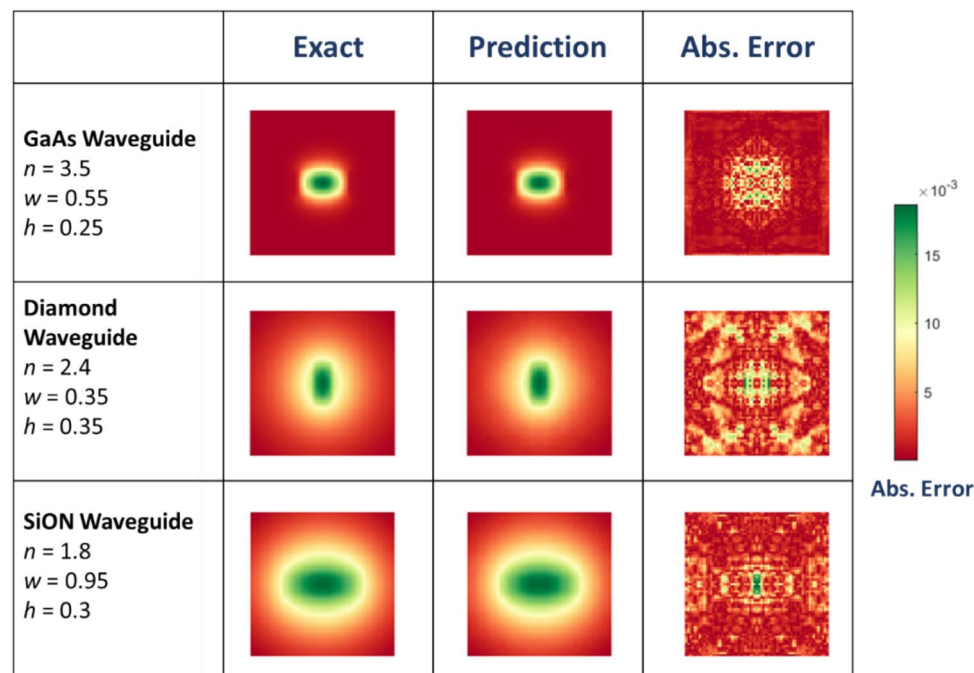 Exact Prediction Abs. Error
GaAs Waveguide
n = 3.5
w = 0.55
h = 0.25
Diamond
Waveguide
n = 2.4
w = 0.35
h = 0.35
SiON Waveguide
n = 1.8
w = 0.95
h = 0.3
× 10⁻³
15
10
5
Abs. Error